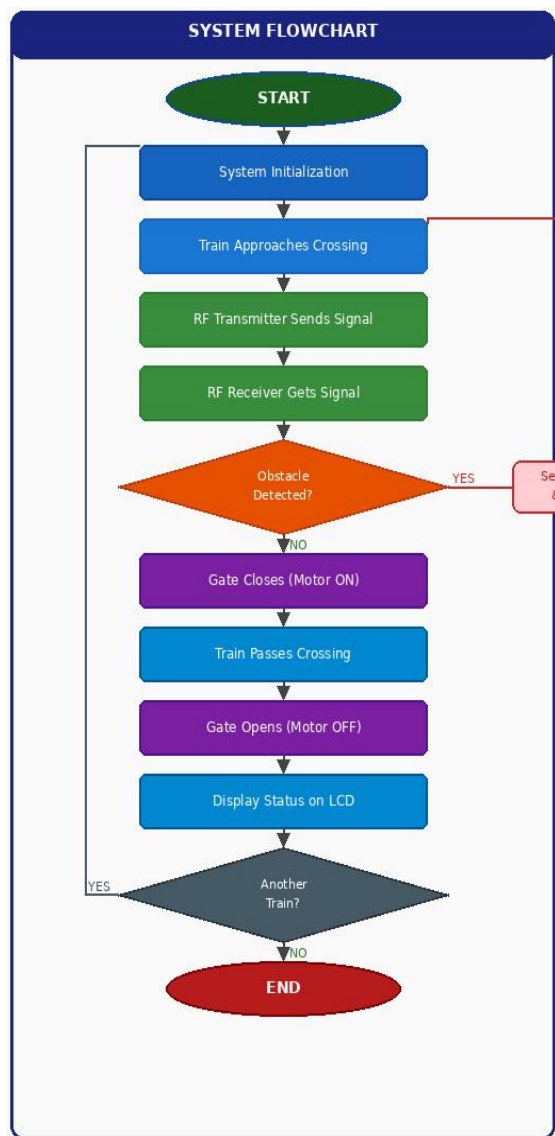 SYSTEM FLOWCHART
START
System Initialization
Train Approaches Crossing
RF Transmitter Sends Signal
RF Receiver Gets Signal
Obstacle
Detected?
YES
NO
Gate Closes (Motor ON)
Train Passes Crossing
Gate Opens (Motor OFF)
Display Status on LCD
Another
Train?
YES
NO
END